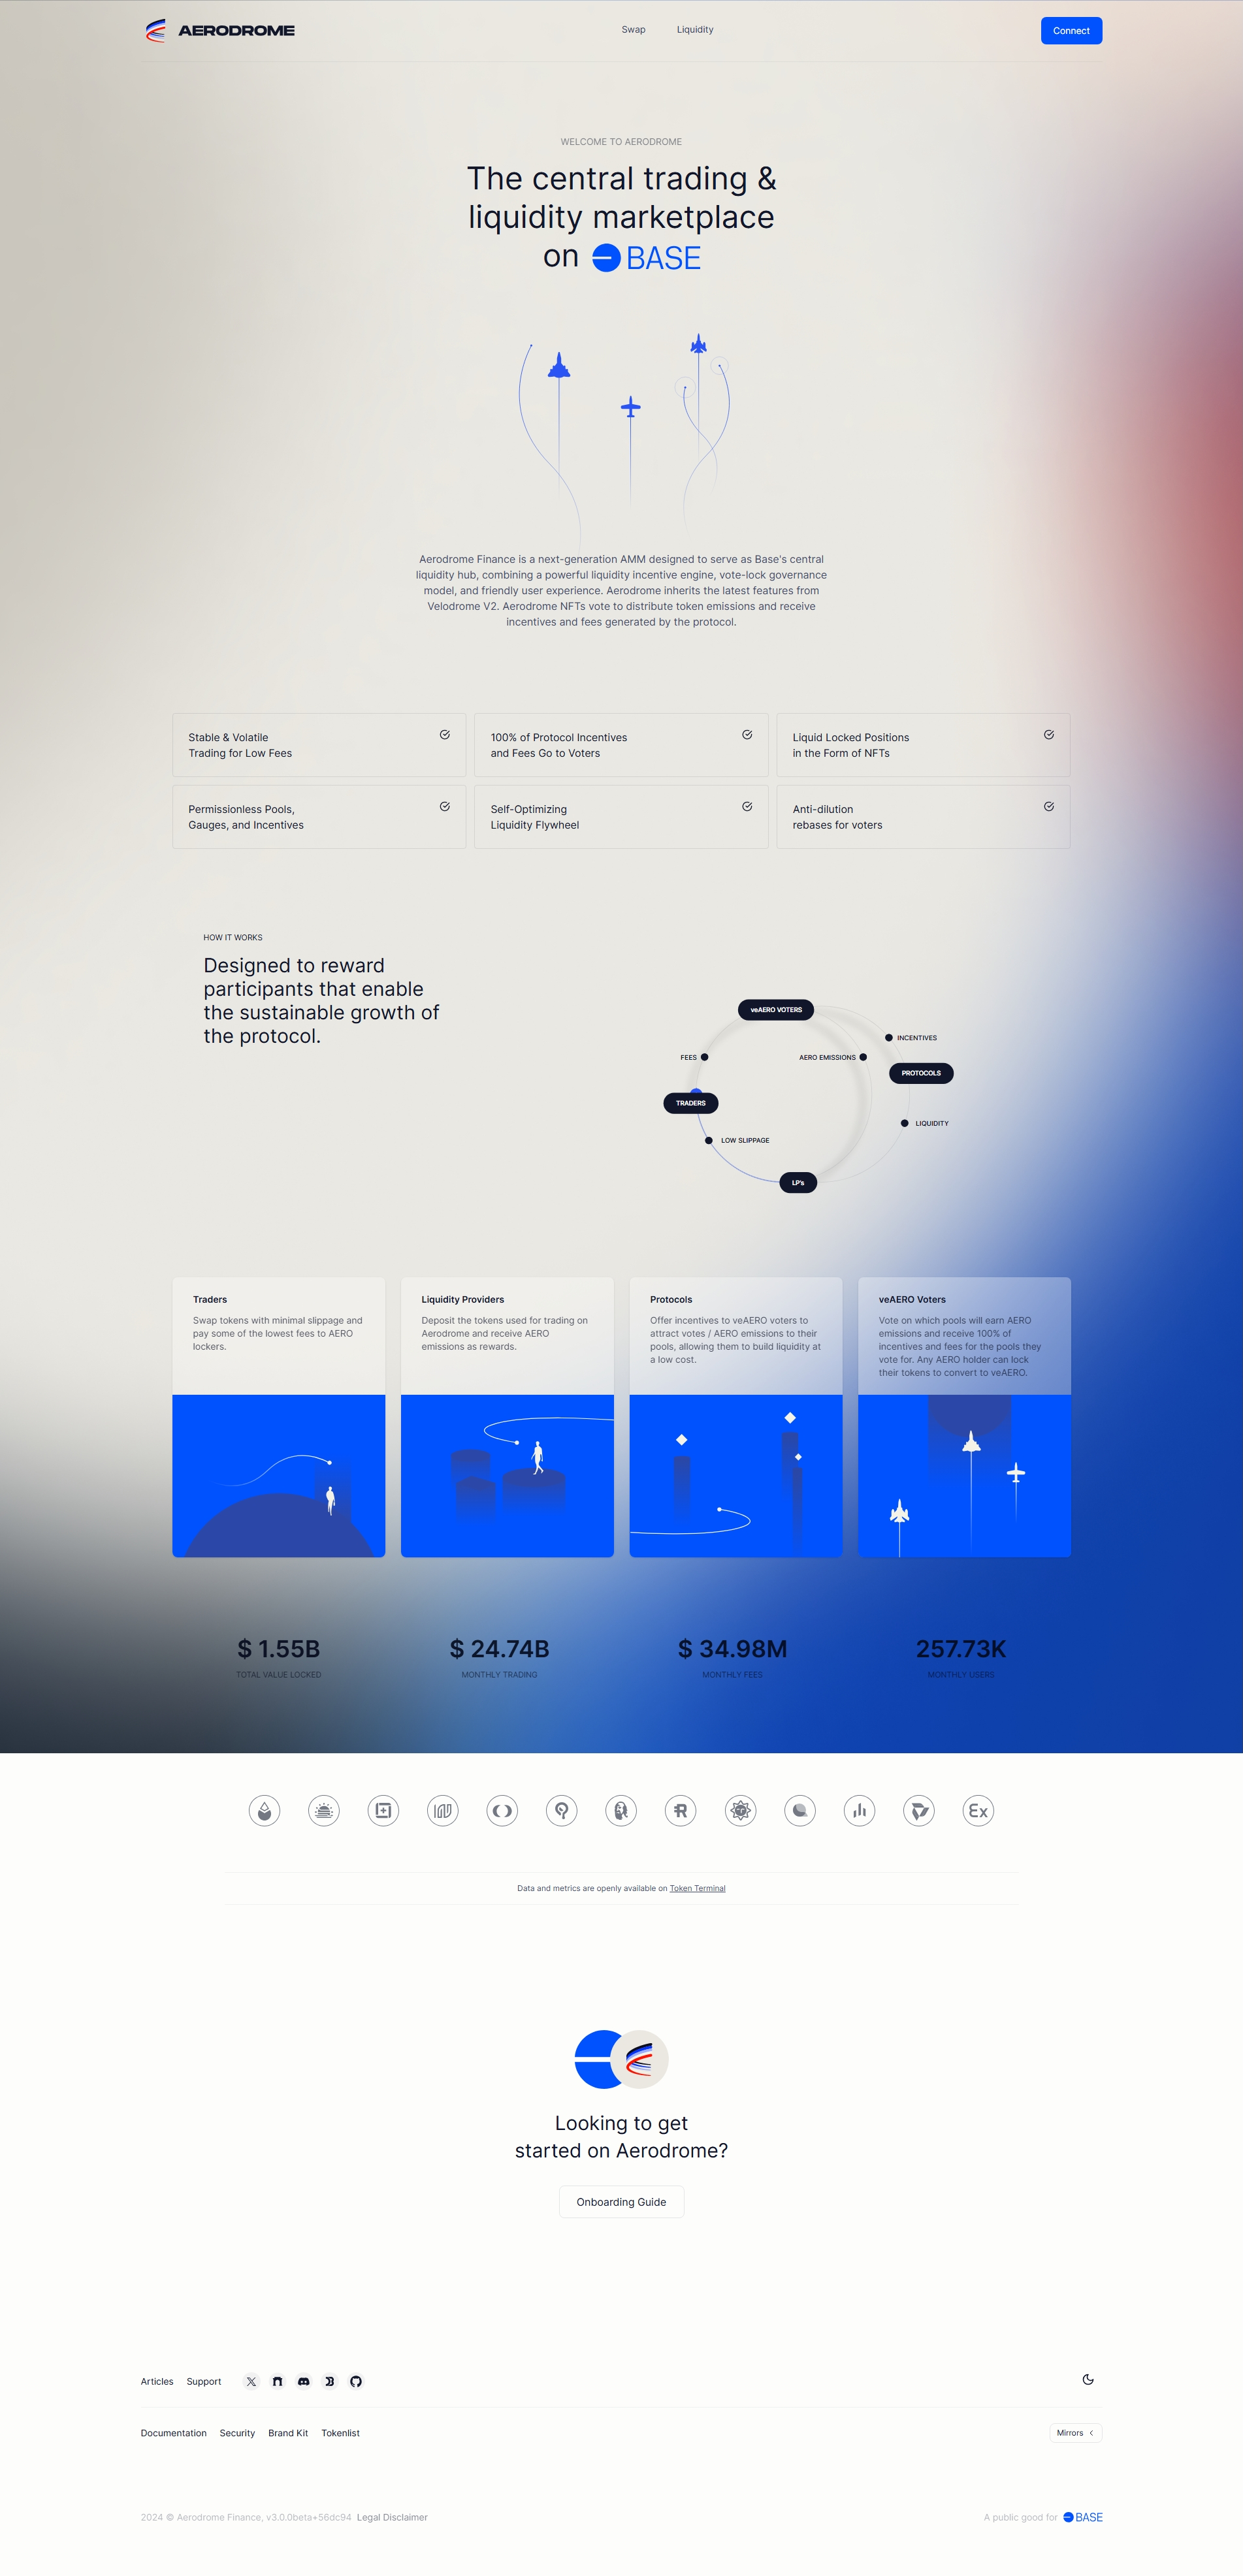 AERODROME
Swap
Liquidity
Connect
WELCOME TO AERODROME
The central trading &
liquidity marketplace
on BASE
Aerodrome Finance is a next-generation AMM designed to serve as Base's central
liquidity hub, combining a powerful liquidity incentive engine, vote-lock governance
model, and friendly user experience. Aerodrome inherits the latest features from
Velodrome V2. Aerodrome NFTs vote to distribute token emissions and receive
incentives and fees generated by the protocol.
Stable & Volatile
Trading for Low Fees
100% of Protocol Incentives
and Fees Go to Voters
Liquid Locked Positions
in the Form of NFTs
Permissionless Pools,
Gauges, and Incentives
Self-Optimizing
Liquidity Flywheel
Anti-dilution
rebases for voters
HOW IT WORKS
Designed to reward
participants that enable
the sustainable growth of
the protocol.
veAERO VOTERS
INCENTIVES
FEES
AERO EMISSIONS
PROTOCOLS
TRADERS
LIQUIDITY
LOW SLIPPAGE
LP's
Traders
Swap tokens with minimal slippage and
pay some of the lowest fees to AERO
lockers.
Liquidity Providers
Deposit the tokens used for trading on
Aerodrome and receive AERO
emissions as rewards.
Protocols
Offer incentives to veAERO voters to
attract votes / AERO emissions to their
pools, allowing them to build liquidity at
a low cost.
veAERO Voters
Vote on which pools will earn AERO
emissions and receive 100% of
incentives and fees for the pools they
vote for. Any AERO holder can lock
their tokens to convert to veAERO.
$ 1.55B
TOTAL VALUE LOCKED
$ 24.74B
MONTHLY TRADING
$ 34.98M
MONTHLY FEES
257.73K
MONTHLY USERS
Ex
Data and metrics are openly available on Token Terminal
Looking to get
started on Aerodrome?
Onboarding Guide
Articles
Support
Documentation
Security
Brand Kit
Tokenlist
Mirrors
2024 © Aerodrome Finance, v3.0.0beta+56dc94 Legal Disclaimer
A public good for BASE